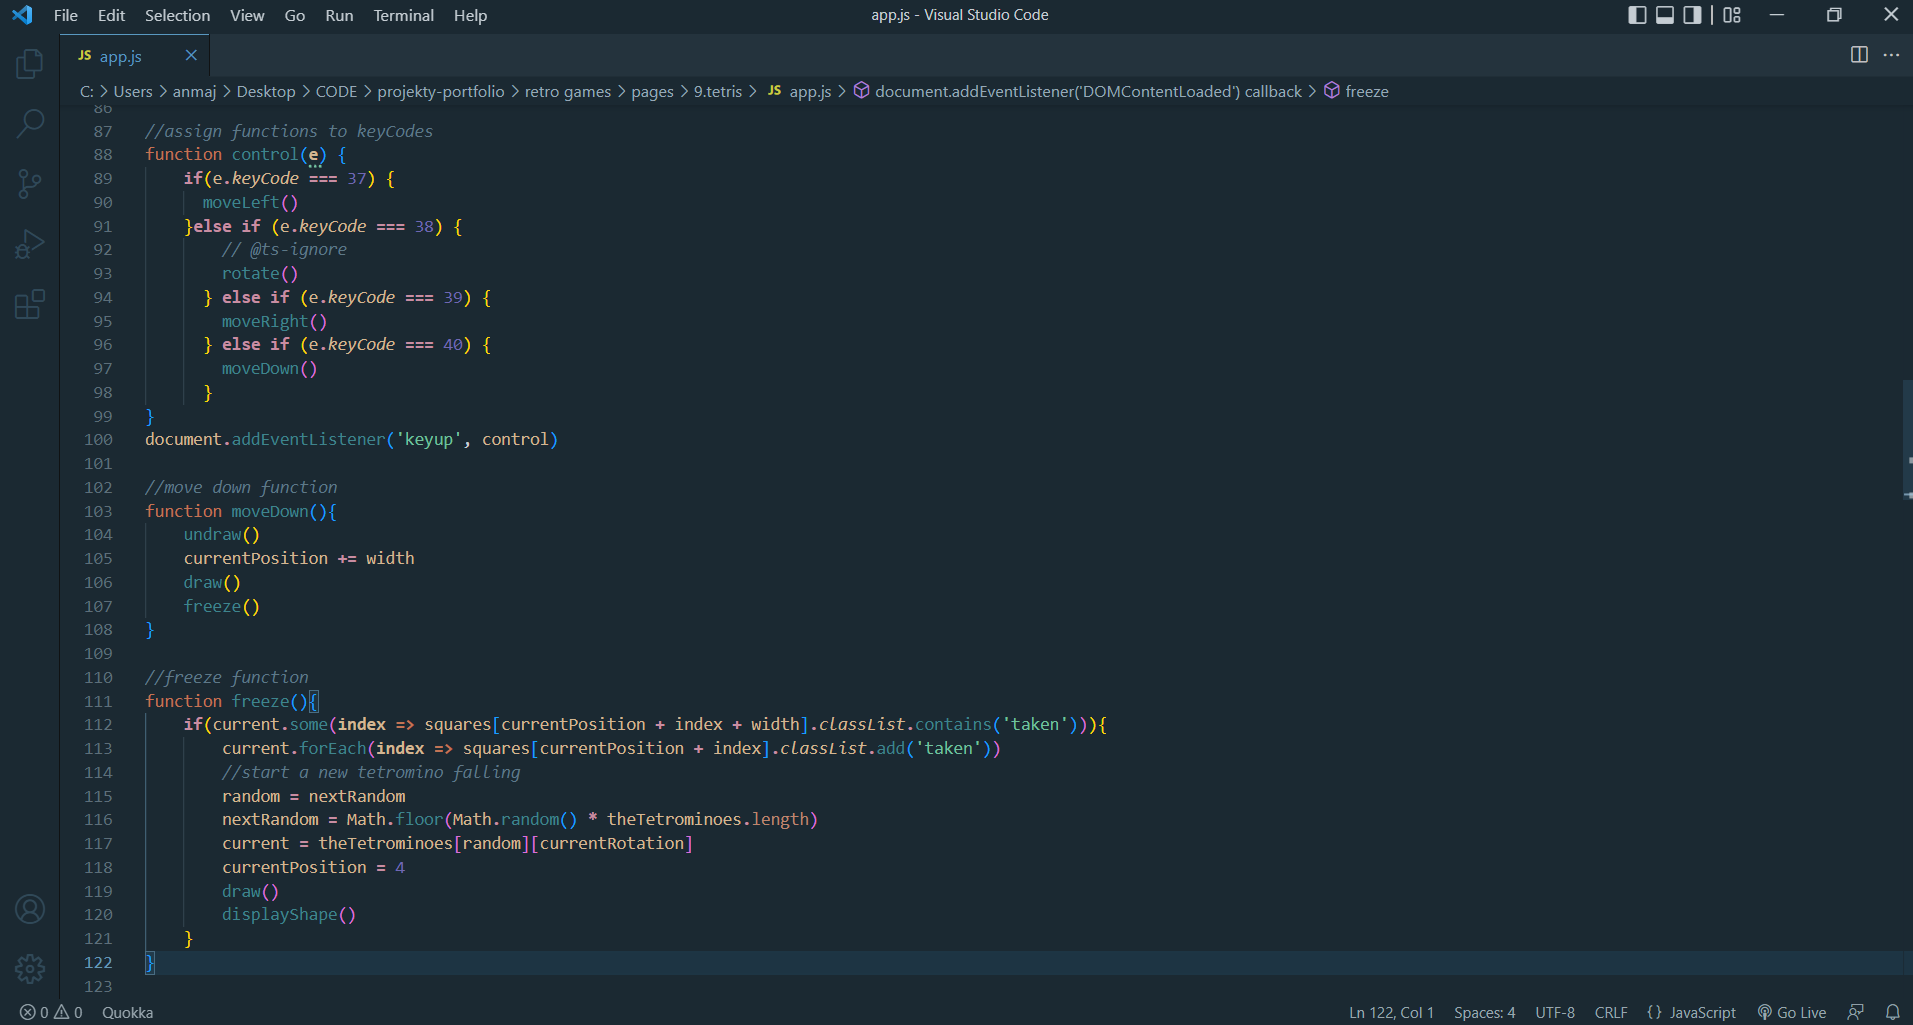 File Edit Selection View Go Run Terminal Help app.js - Visual Studio Code
JS app.js
C: > Users > anmaj > Desktop > CODE > projekty-portfolio > retro games > pages > 9.tetris > JS app.js > document.addEventListener('DOMContentLoaded') callback > freeze
86
87 //assign functions to keyCodes
88 function control(e) {
89 if(e.keyCode === 37) {
90 moveLeft()
91 }else if (e.keyCode === 38) {
92 // @ts-ignore
93 rotate()
94 } else if (e.keyCode === 39) {
95 moveRight()
96 } else if (e.keyCode === 40) {
97 moveDown()
98 }
99 }
100 document.addEventListener('keyup', control)
101
102 //move down function
103 function moveDown(){
104 undraw()
105 currentPosition += width
106 draw()
107 freeze()
108 }
109
110 //freeze function
111 function freeze(){
112 if(current.some(index => squares[currentPosition + index + width].classList.contains('taken'))){
113 current.forEach(index => squares[currentPosition + index].classList.add('taken'))
114 //start a new tetromino falling
115 random = nextRandom
116 nextRandom = Math.floor(Math.random() * theTetrominoes.length)
117 current = theTetrominoes[random][currentRotation]
118 currentPosition = 4
119 draw()
120 displayShape()
121 }
122 }
123
0 0 Quokka Ln 122, Col 1 Spaces: 4 UTF-8 CRLF {} JavaScript Go Live